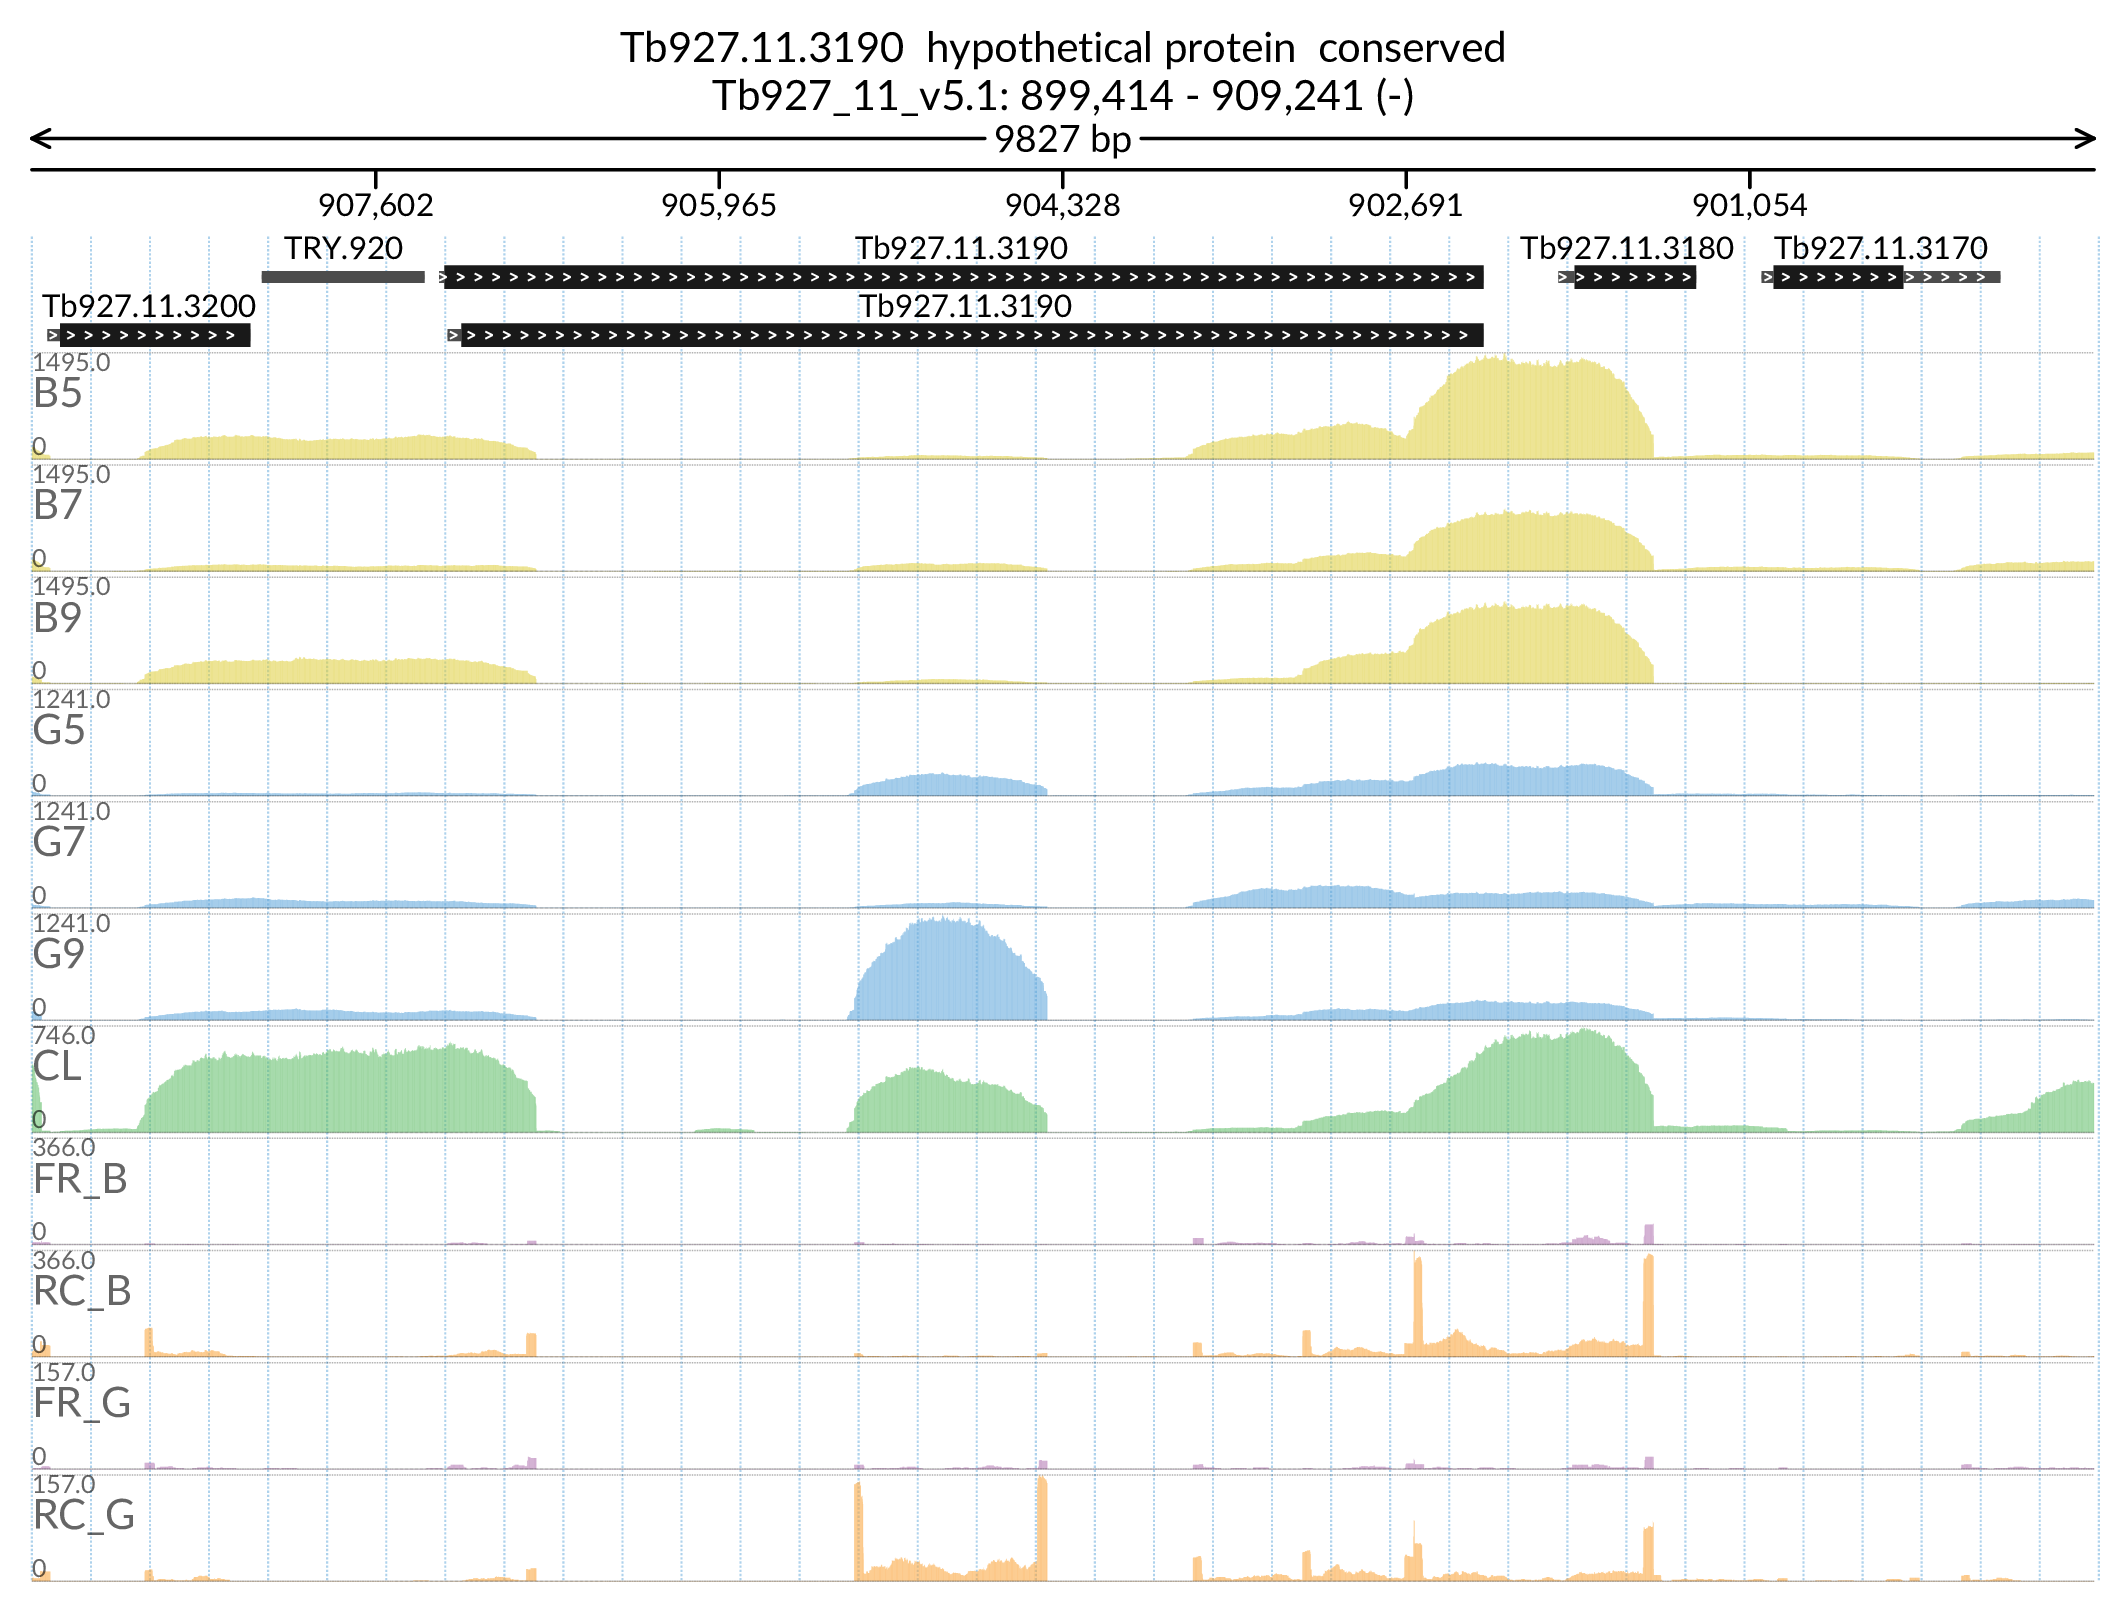 Tb927.11.3190 hypothetical protein conserved
Tb927_11_v5.1: 899,414 - 909,241 (-)
9827 bp
907,602 905,965 904,328 902,691 901,054
TRY.920 Tb927.11.3190 Tb927.11.3180 Tb927.11.3170
Tb927.11.3200 Tb927.11.3190
1495.0
B5
0
1495.0
B7
0
1495.0
B9
0
1241.0
G5
0
1241.0
G7
0
1241.0
G9
0
746.0
CL
0
366.0
FR_B
0
366.0
RC_B
0
157.0
FR_G
0
157.0
RC_G
0